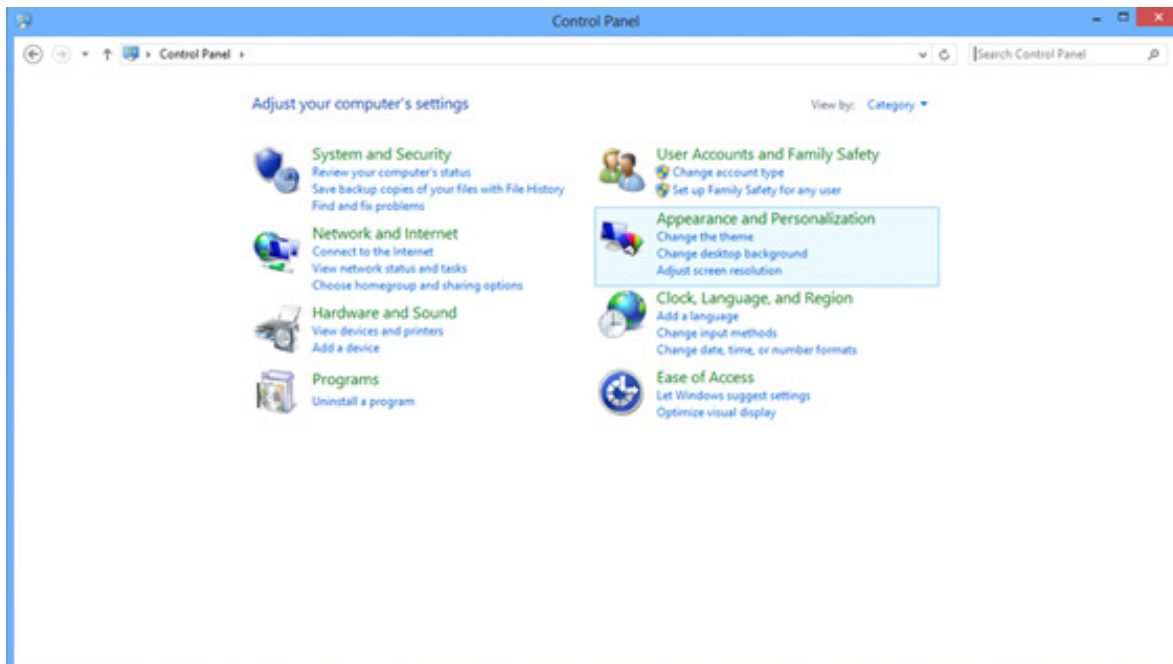 Control Panel
Control Panel
Search Control Panel
Adjust your computer's settings
View by: Category
System and Security
Review your computer's status
Save backup copies of your files with File History
Find and fix problems
Network and Internet
Connect to the Internet
View network status and tasks
Choose homegroup and sharing options
Hardware and Sound
View devices and printers
Add a device
Programs
Uninstall a program
User Accounts and Family Safety
Change account type
Set up Family Safety for any user
Appearance and Personalization
Change the theme
Change desktop background
Adjust screen resolution
Clock, Language, and Region
Add a language
Change input methods
Change date, time, or number formats
Ease of Access
Let Windows suggest settings
Optimize visual display